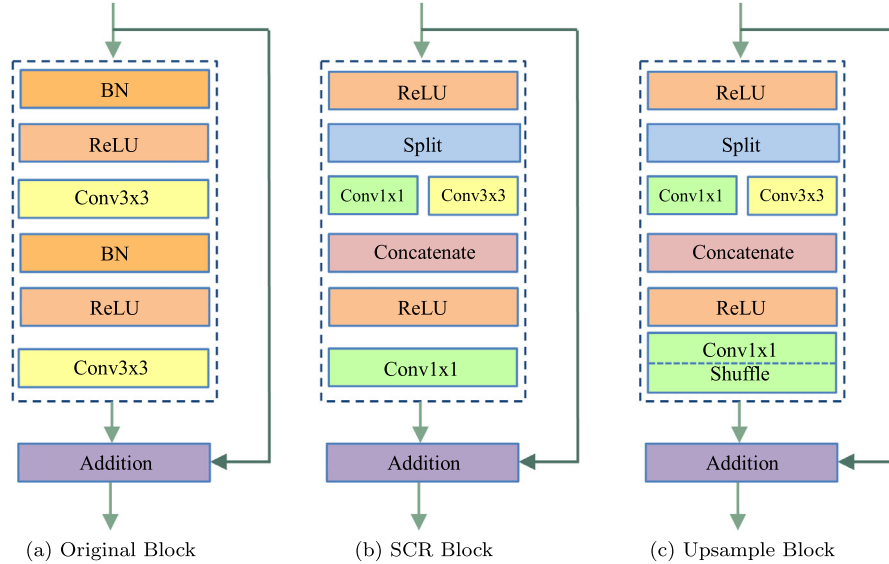 BN
ReLU
Conv3x3
BN
ReLU
Conv3x3
Addition
(a) Original Block
ReLU
Split
Conv1x1 Conv3x3
Concatenate
ReLU
Conv1x1
Addition
(b) SCR Block
ReLU
Split
Conv1x1 Conv3x3
Concatenate
ReLU
Conv1x1
Shuffle
Addition
(c) Upsample Block